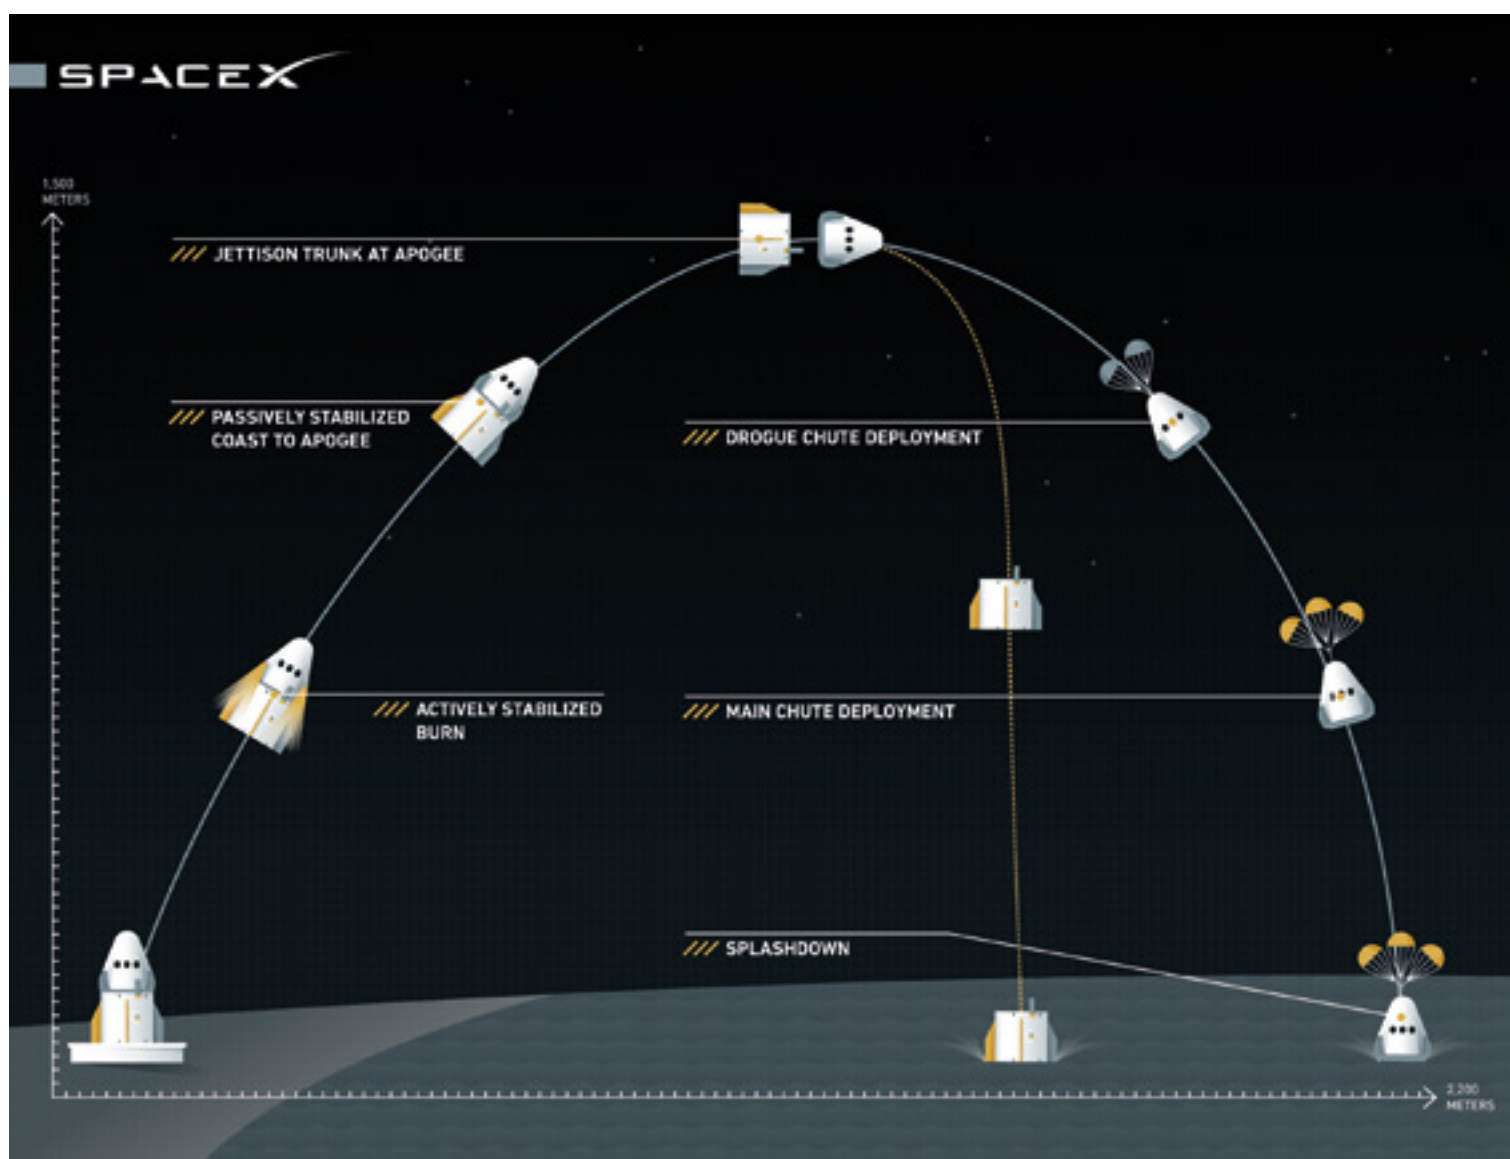 SPACEX
1,500
METERS
/// JETTISON TRUNK AT APOGEE
/// PASSIVELY STABILIZED
COAST TO APOGEE
/// DROGUE CHUTE DEPLOYMENT
/// ACTIVELY STABILIZED
BURN
/// MAIN CHUTE DEPLOYMENT
/// SPLASHDOWN
2,200
METERS